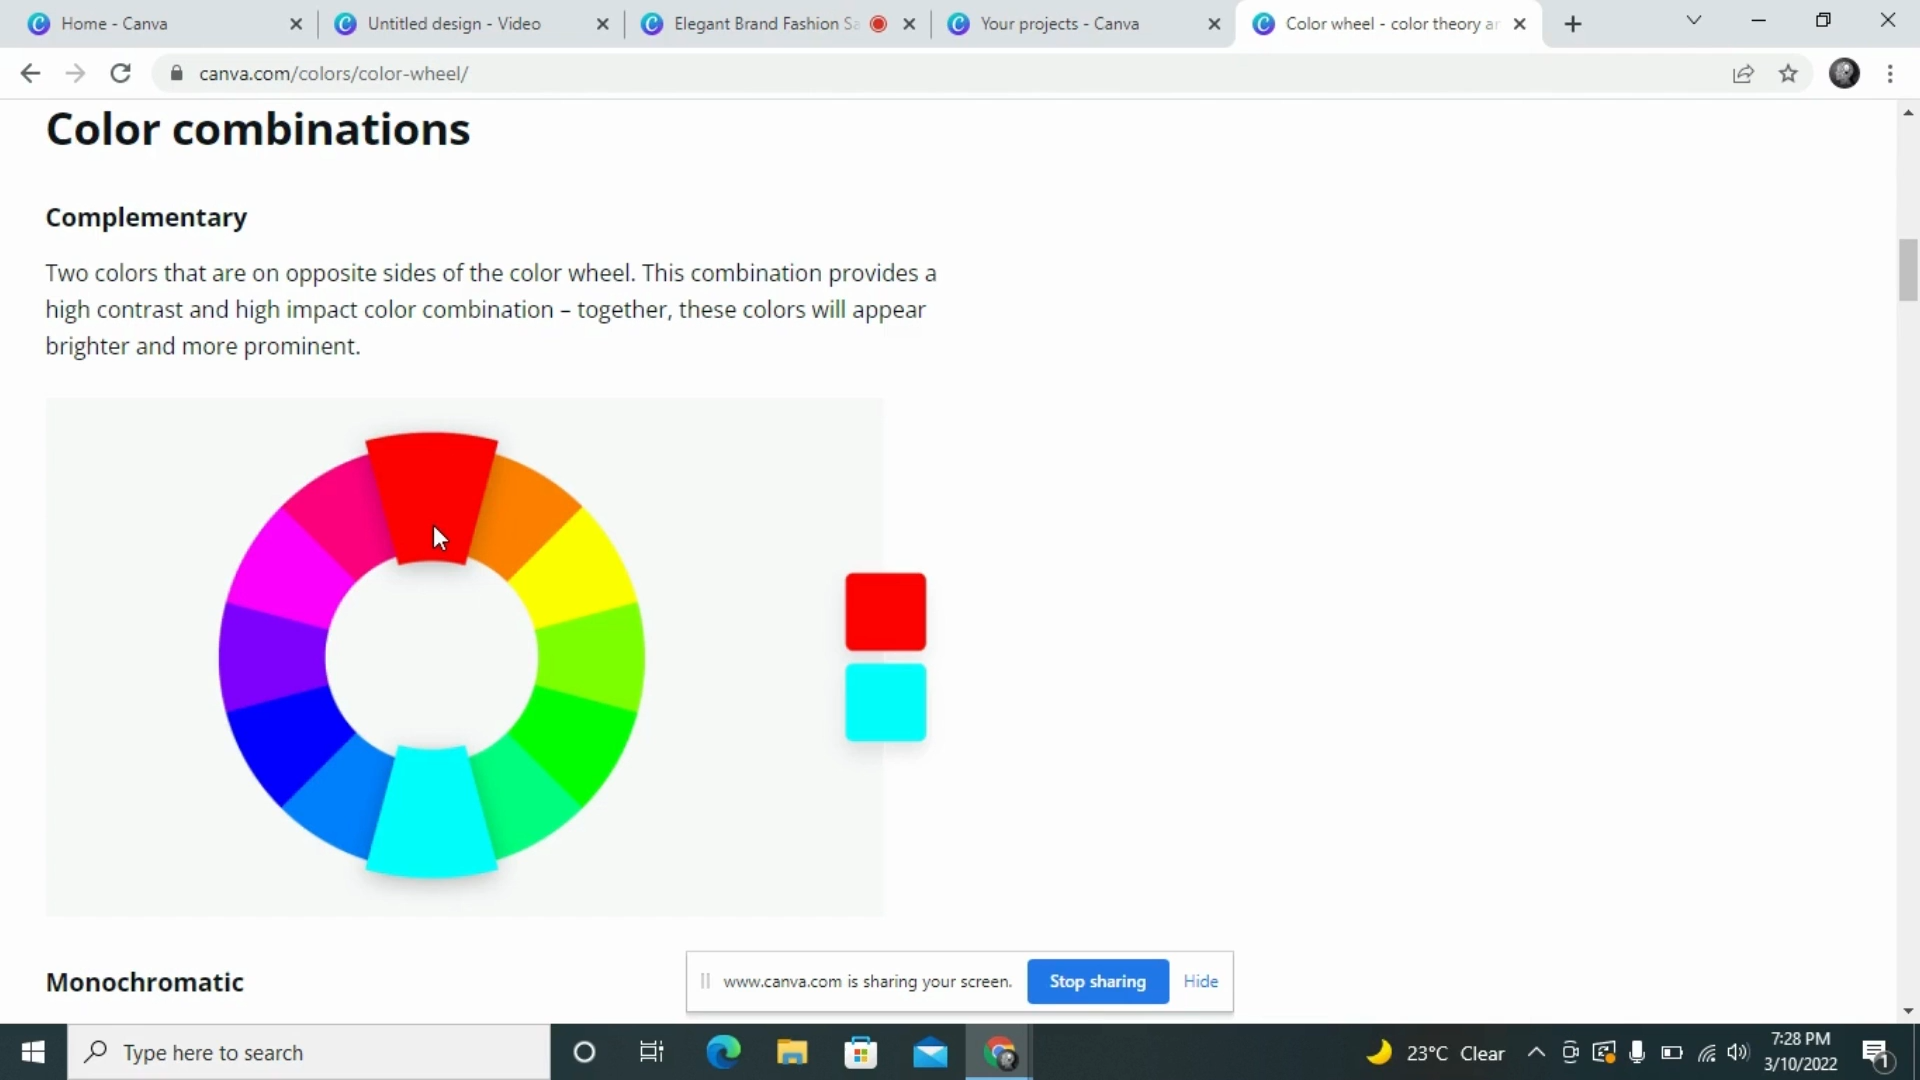 Home - Canva
Untitled design - Video
Elegant Brand Fashion Sa
Your projects - Canva
Color wheel - color theory ar
canva.com/colors/color-wheel/
Color combinations
Complementary
Two colors that are on opposite sides of the color wheel. This combination provides a
high contrast and high impact color combination – together, these colors will appear
brighter and more prominent.
Monochromatic
www.canva.com is sharing your screen.
Stop sharing
Hide
Type here to search
23°C Clear
7:28 PM
3/10/2022
1